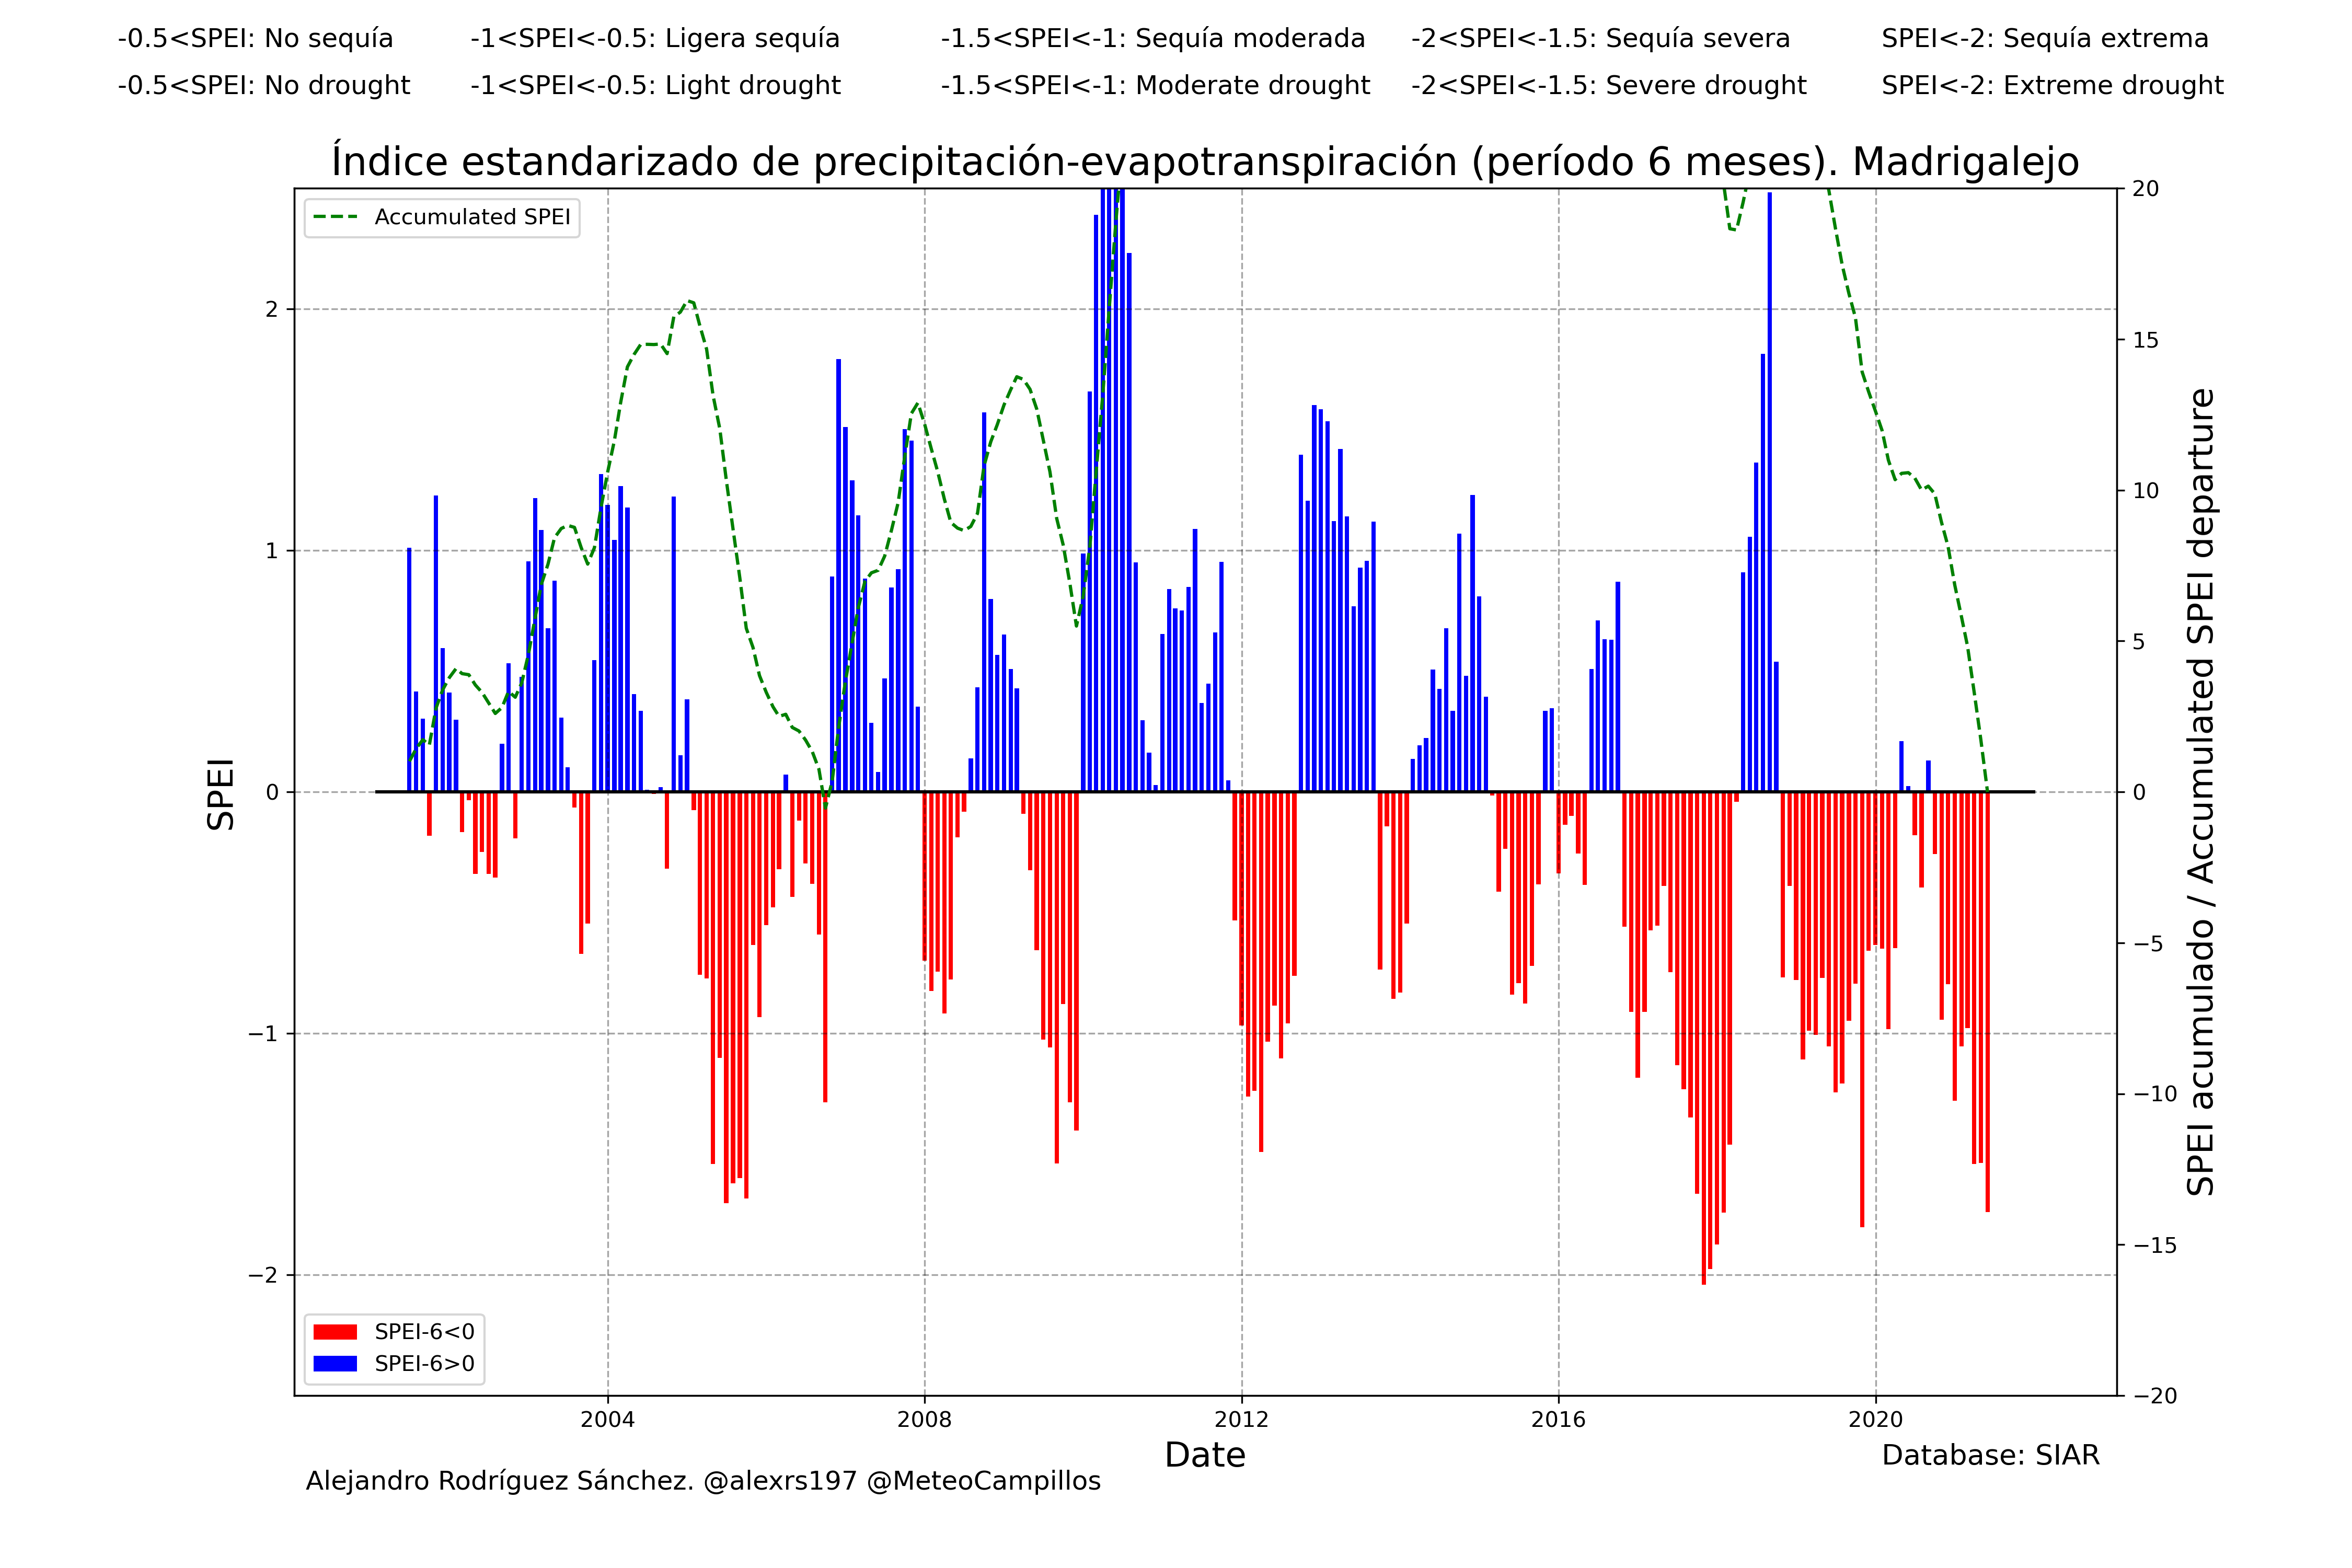 -0.5<SPEI: No sequía -1<SPEI<-0.5: Ligera sequía -1.5<SPEI<-1: Sequía moderada -2<SPEI<-1.5: Sequía severa SPEI<-2: Sequía extrema
-0.5<SPEI: No drought -1<SPEI<-0.5: Light drought -1.5<SPEI<-1: Moderate drought -2<SPEI<-1.5: Severe drought SPEI<-2: Extreme drought
Índice estandarizado de precipitación-evapotranspiración (período 6 meses). Madrigalejo
Accumulated SPEI
SPEI
2
1
0
−1
−2
20
15
10
5
0
−5
−10
−15
−20
SPEI acumulado / Accumulated SPEI departure
SPEI-6<0
SPEI-6>0
2004 2008 2012 2016 2020
Date
Database: SIAR
Alejandro Rodríguez Sánchez. @alexrs197 @MeteoCampillos